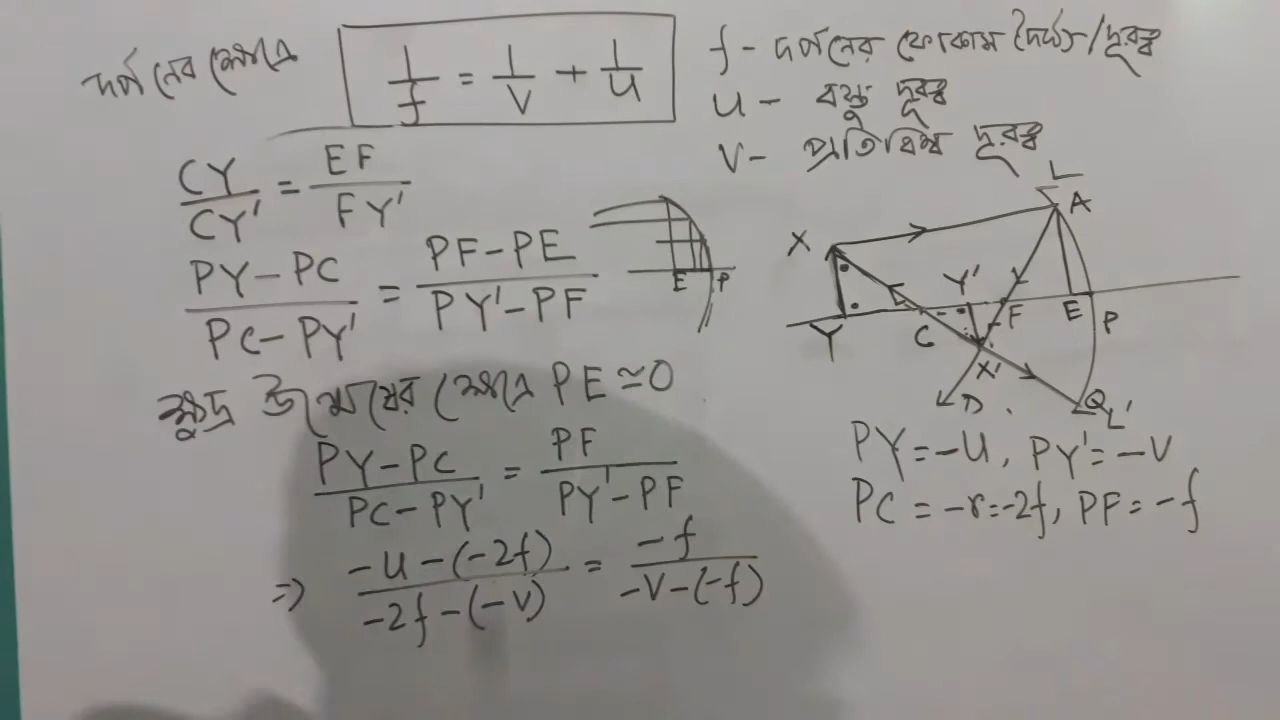 দর্পনের ক্ষেত্রে
1/f = 1/v + 1/u
f - দর্পনের ফোকাস দৈর্ঘ্য/দূরত্ব
u - বস্তু দূরত্ব
v - প্রতিবিম্ব দূরত্ব
CY/CY' = EF/FY'
(PY-PC)/(PC-PY') = (PF-PE)/(PY'-PF)
E P
L
X A
Y' F E P
Y C
X'
D Q L'
ক্ষুদ্র উন্মেষের ক্ষেত্রে PE ≃ 0
(PY-PC)/(PC-PY') = PF/(PY'-PF)
PY = -u, PY' = -v
PC = -r = -2f, PF = -f
⇒ (-u-(-2f))/(-2f-(-v)) = -f/(-v-(-f))